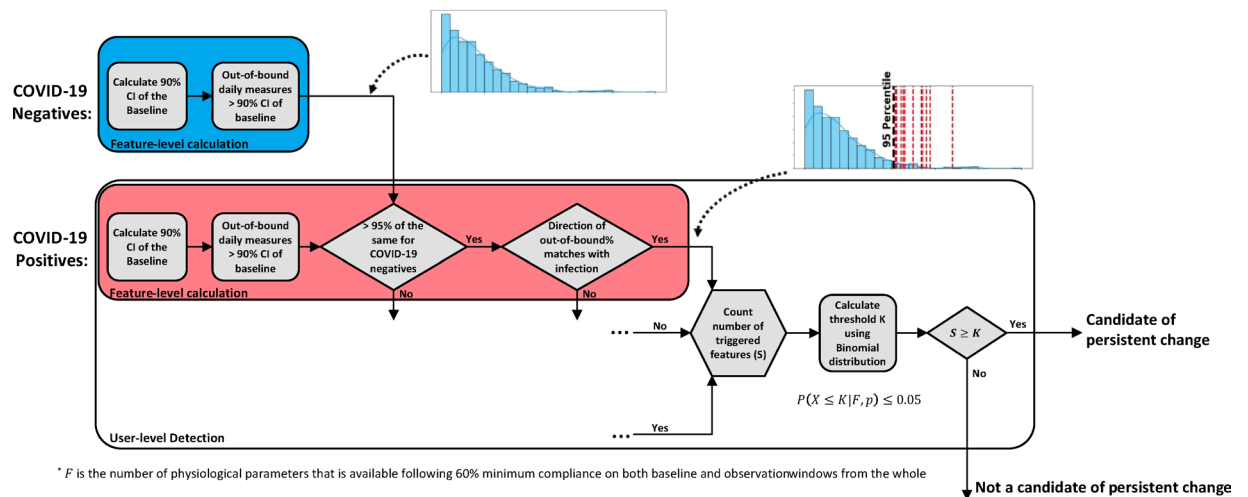 COVID-19
Negatives:
Calculate 90%
CI of the
Baseline
Out-of-bound
daily measures
> 90% CI of
baseline
Feature-level calculation
95 Percentile
COVID-19
Positives:
Calculate 90%
CI of the
Baseline
Out-of-bound
daily measures
> 90% CI of
baseline
> 95% of the
same for
COVID-19
negatives
Yes
No
Direction of
out-of-bound%
matches with
infection
Yes
No
Feature-level calculation
... No
... Yes
Count
number of
triggered
features (S)
Calculate
threshold K
using
Binomial
distribution
P(X ≤ K|F, p) ≤ 0.05
S ≥ K
Yes
No
Candidate of
persistent change
User-level Detection
* F is the number of physiological parameters that is available following 60% minimum compliance on both baseline and observationwindows from the whole
Not a candidate of persistent change